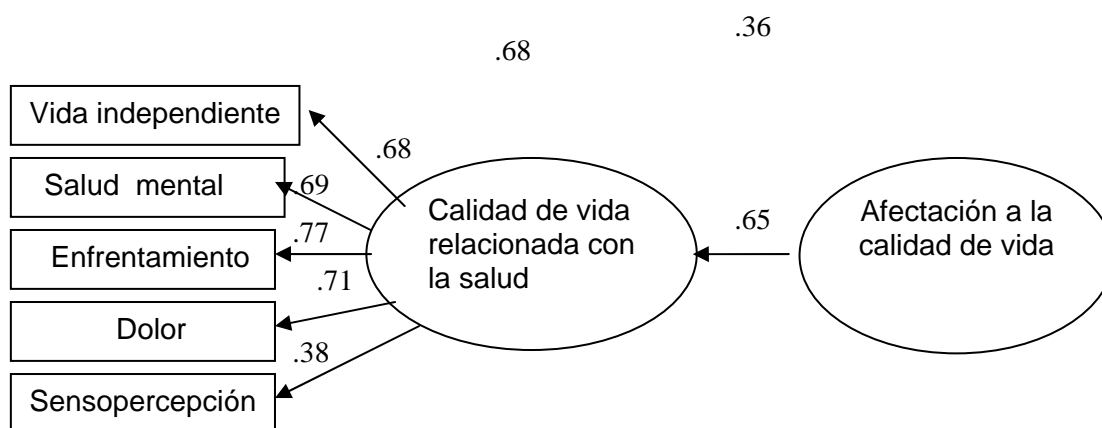 .36
.68
Vida independiente
.68
Salud mental
.69
Enfrentamiento
.77
Dolor
.71
Sensopercepción
.38
Calidad de vida
relacionada con
la salud
.65
Afectación a la
calidad de vida